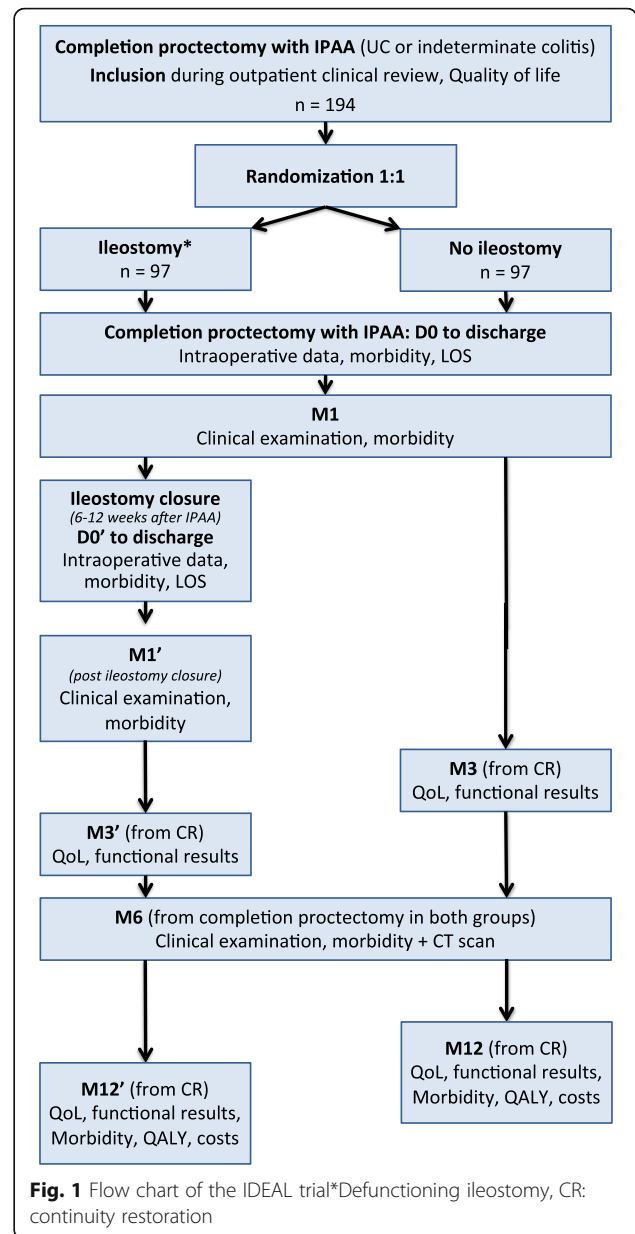 Completion proctectomy with IPAA (UC or indeterminate colitis)
Inclusion during outpatient clinical review, Quality of life
n = 194
Randomization 1:1
Ileostomy*
n = 97
No ileostomy
n = 97
Completion proctectomy with IPAA: D0 to discharge
Intraoperative data, morbidity, LOS
M1
Clinical examination, morbidity
Ileostomy closure
(6-12 weeks after IPAA)
D0’ to discharge
Intraoperative data,
morbidity, LOS
M1’
(post ileostomy closure)
Clinical examination,
morbidity
M3 (from CR)
QoL, functional results
M3’ (from CR)
QoL, functional results
M6 (from completion proctectomy in both groups)
Clinical examination, morbidity + CT scan
M12 (from CR)
QoL, functional results,
Morbidity, QALY, costs
M12’ (from CR)
QoL, functional results,
Morbidity, QALY, costs
Fig. 1 Flow chart of the IDEAL trial*Defunctioning ileostomy, CR:
continuity restoration